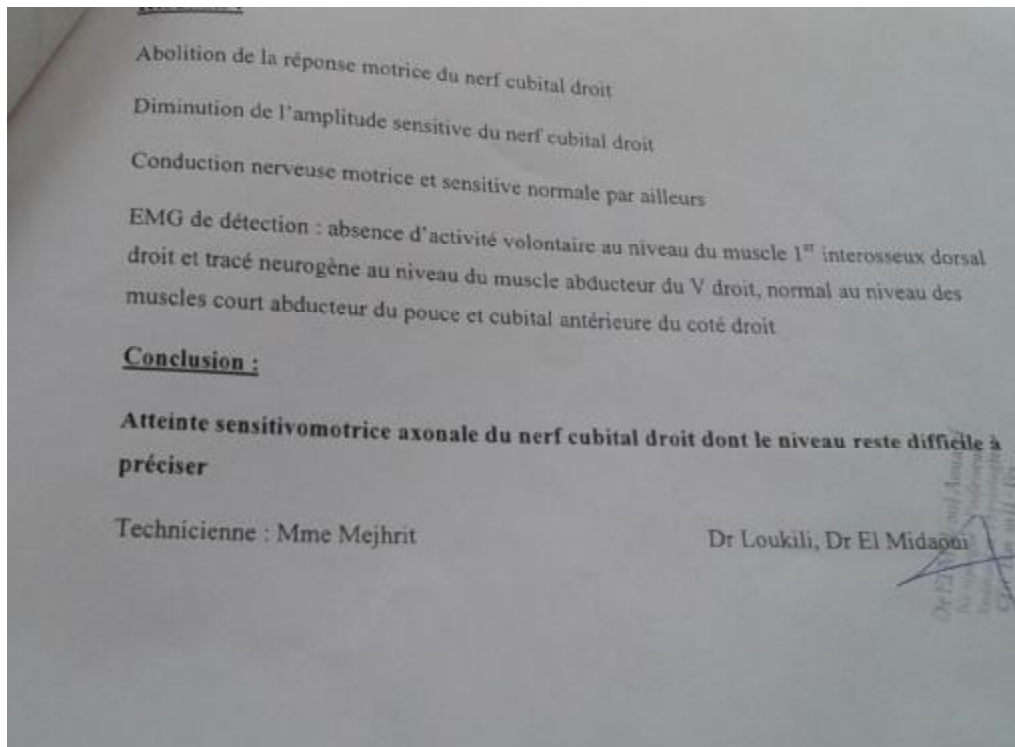 Abolition de la réponse motrice du nerf cubital droit
Diminution de l'amplitude sensitive du nerf cubital droit
Conduction nerveuse motrice et sensitive normale par ailleurs
EMG de détection : absence d'activité volontaire au niveau du muscle 1st interosseux dorsal
droit et tracé neurogène au niveau du muscle abducteur du V droit, normal au niveau des
muscles court abducteur du pouce et cubital antérieure du coté droit
Conclusion :
Atteinte sensitivomotrice axonale du nerf cubital droit dont le niveau reste difficile à
préciser
Technicienne : Mme Mejhrit
Dr Loukili, Dr El Midaoui